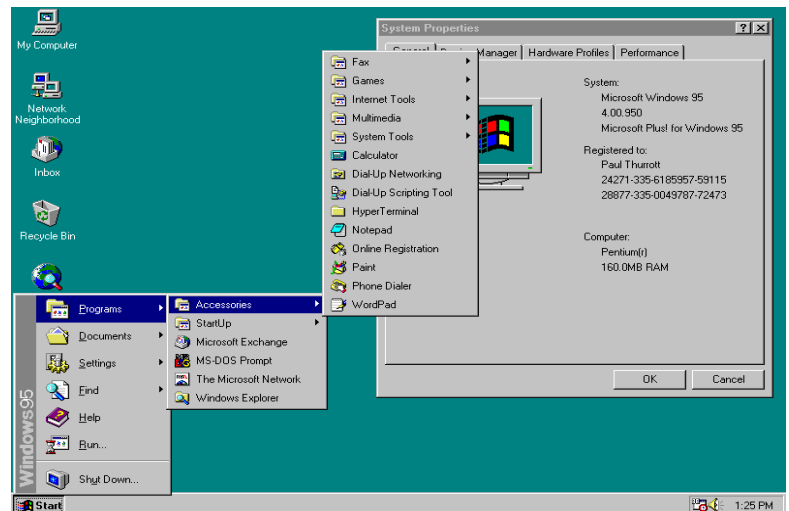 My Computer
Network
Neighborhood
Inbox
Recycle Bin
Windows95
Programs
Documents
Settings
Find
Help
Run...
Shut Down...
Accessories
StartUp
Microsoft Exchange
MS-DOS Prompt
The Microsoft Network
Windows Explorer
Fax
Games
Internet Tools
Multimedia
System Tools
Calculator
Dial-Up Networking
Dial-Up Scripting Tool
HyperTerminal
Notepad
Online Registration
Paint
Phone Dialer
WordPad
System Properties
Manager
Hardware Profiles
Performance
System:
Microsoft Windows 95
4.00.950
Microsoft Plus! for Windows 95
Registered to:
Paul Thurrott
24271-335-6185957-59115
28877-335-0049787-72473
Computer:
Pentium(r)
160.0MB RAM
OK
Cancel
Start
1:25 PM